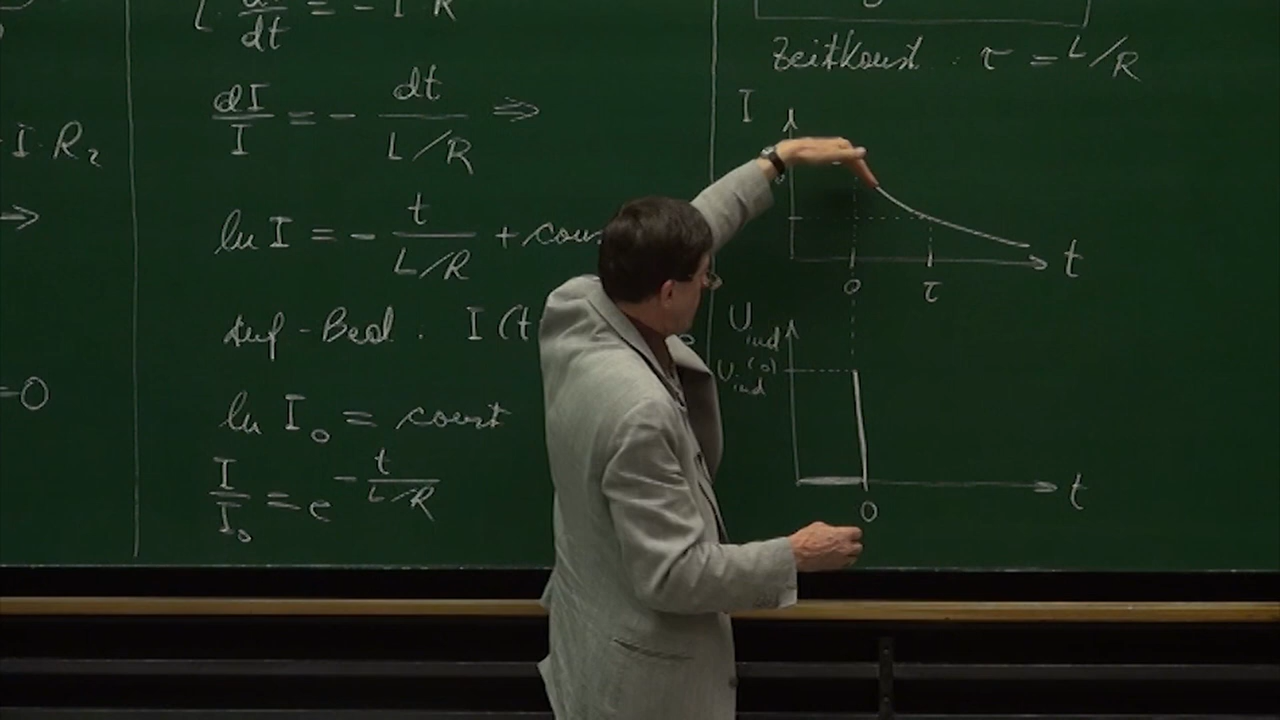 I · R₂
⇒
=0
L · dI/dt = - I R
dI/I = - dt/(L/R) ⇒
ln I = - t/(L/R) +
Anf-Bed. I(t
ln I₀ = const
I/I₀ = e^(-t/(L/R))
Zeitkonst. τ = L/R
I
t
0 τ
U_ind
U_ind^(0)
t
0